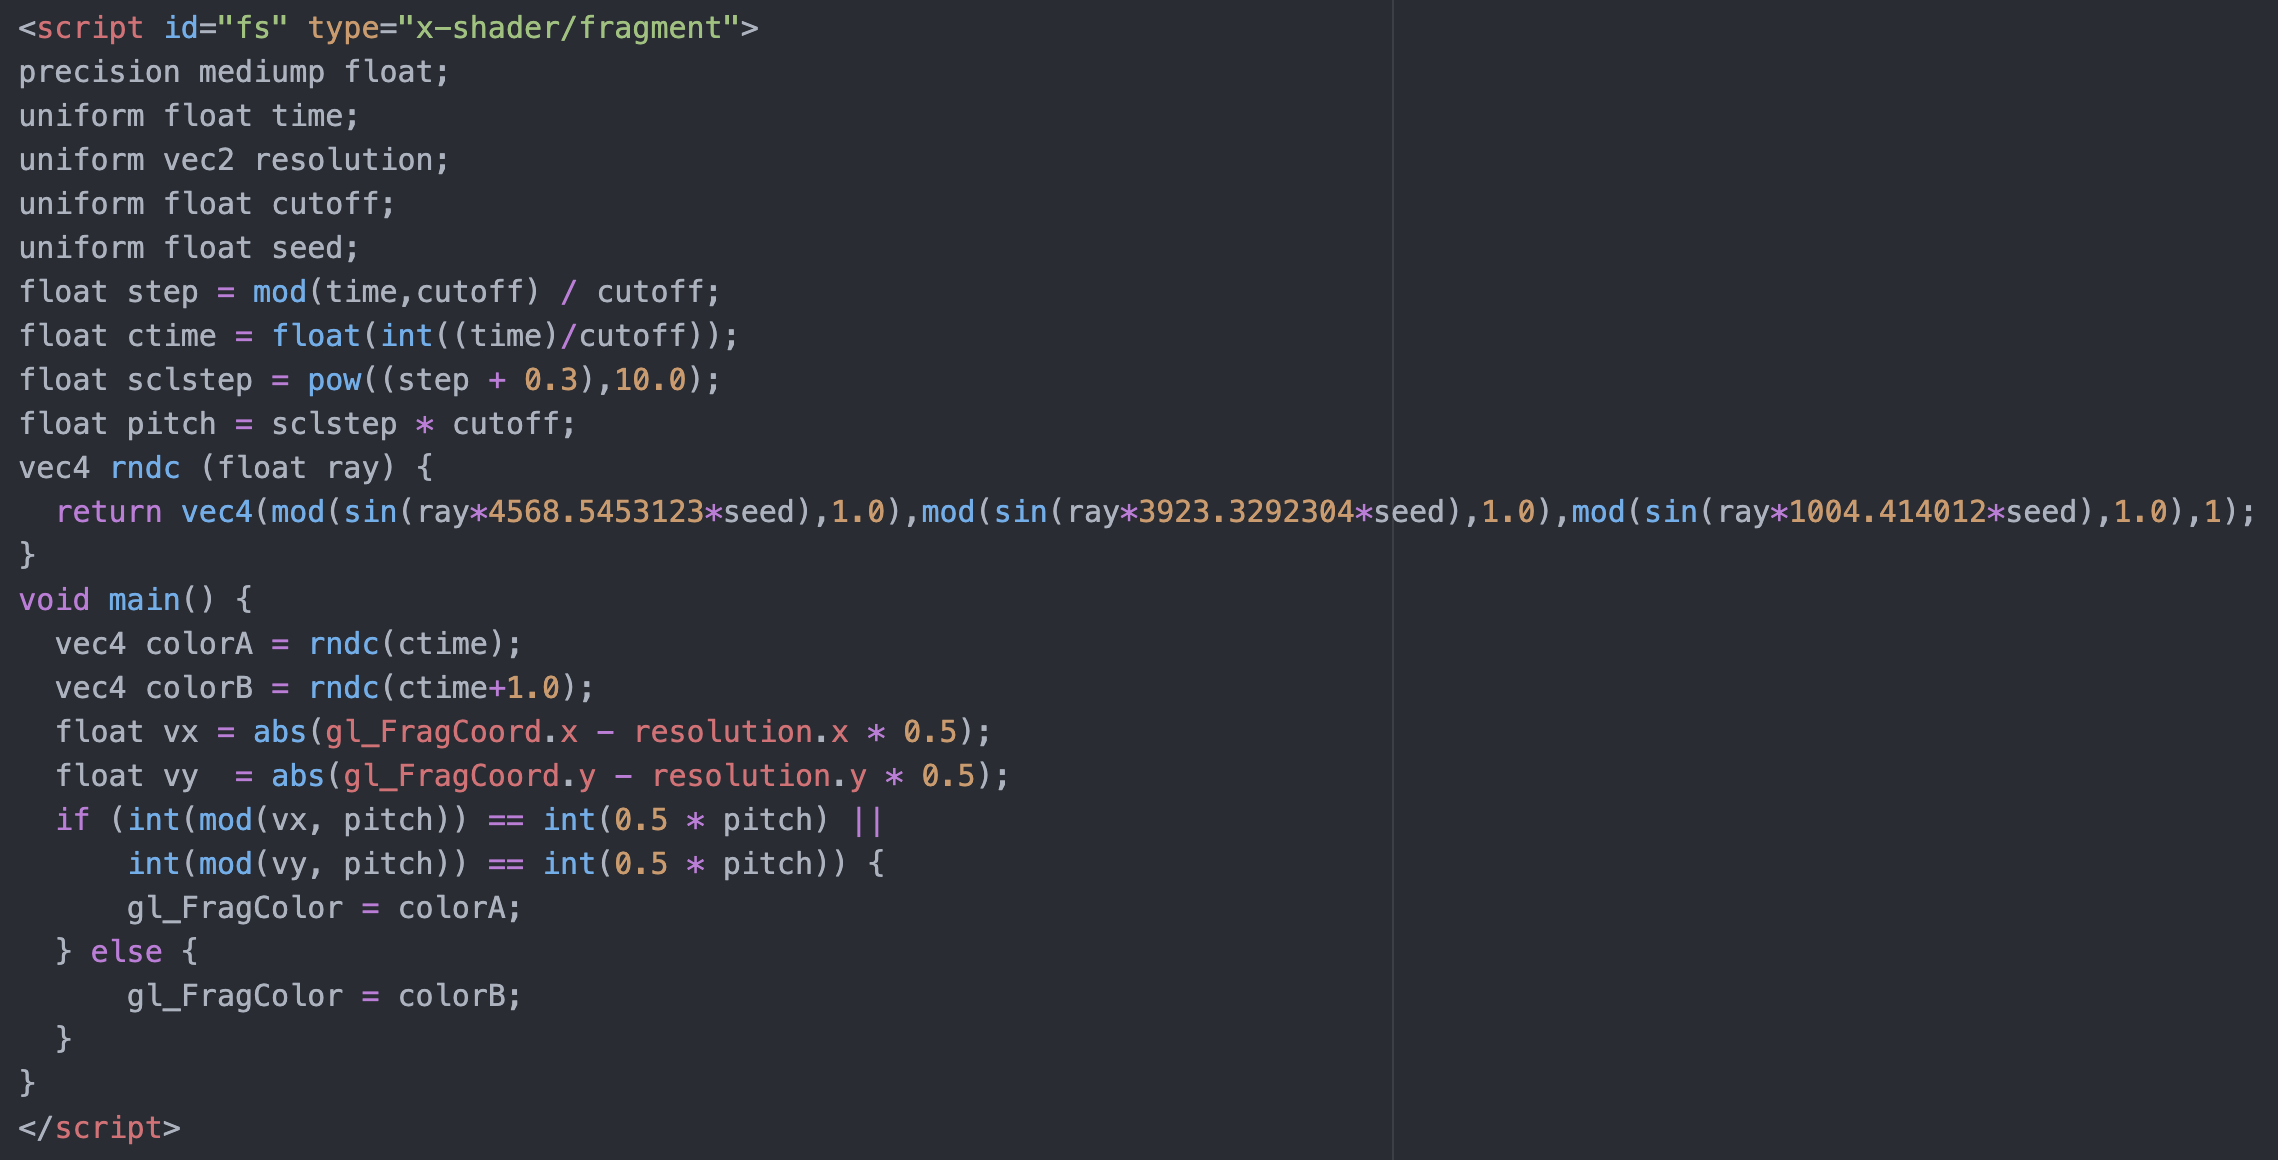 <script id="fs" type="x-shader/fragment">
precision mediump float;
uniform float time;
uniform vec2 resolution;
uniform float cutoff;
uniform float seed;
float step = mod(time,cutoff) / cutoff;
float ctime = float(int((time)/cutoff));
float sclstep = pow((step + 0.3),10.0);
float pitch = sclstep * cutoff;
vec4 rndc (float ray) {
  return vec4(mod(sin(ray*4568.5453123*seed),1.0),mod(sin(ray*3923.3292304*seed),1.0),mod(sin(ray*1004.414012*seed),1.0),1);
}
void main() {
  vec4 colorA = rndc(ctime);
  vec4 colorB = rndc(ctime+1.0);
  float vx = abs(gl_FragCoord.x - resolution.x * 0.5);
  float vy  = abs(gl_FragCoord.y - resolution.y * 0.5);
  if (int(mod(vx, pitch)) == int(0.5 * pitch) ||
      int(mod(vy, pitch)) == int(0.5 * pitch)) {
      gl_FragColor = colorA;
  } else {
      gl_FragColor = colorB;
  }
}
</script>